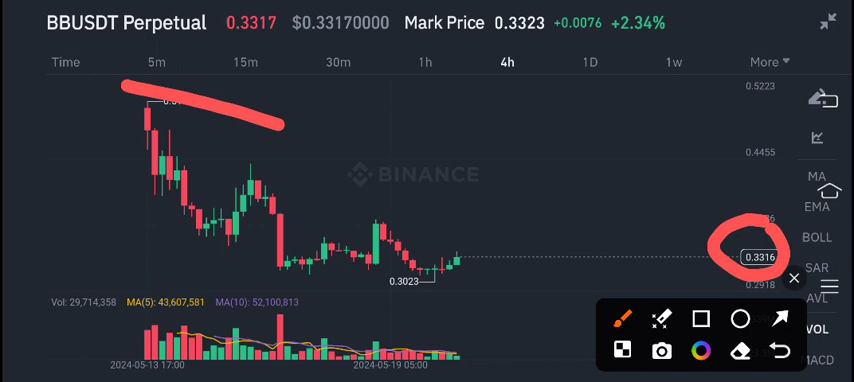 BBUSDT Perpetual 0.3317 $0.33170000 Mark Price 0.3323 +0.0076 +2.34%
Time 5m 15m 30m 1h 4h 1D 1w More
0.5223
0.4455
BINANCE
MA
EMA
BOLL
0.3316
SAR
0.2918
0.3023
AVL
Vol: 29,714,358 MA(5): 43,607,581 MA(10): 52,100,813
VOL
MACD
2024-05-13 17:00 2024-05-19 05:00